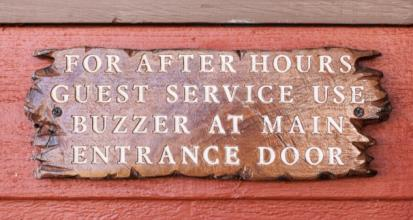 FOR AFTER HOURS
GUEST SERVICE USE
BUZZER AT MAIN
ENTRANCE DOOR